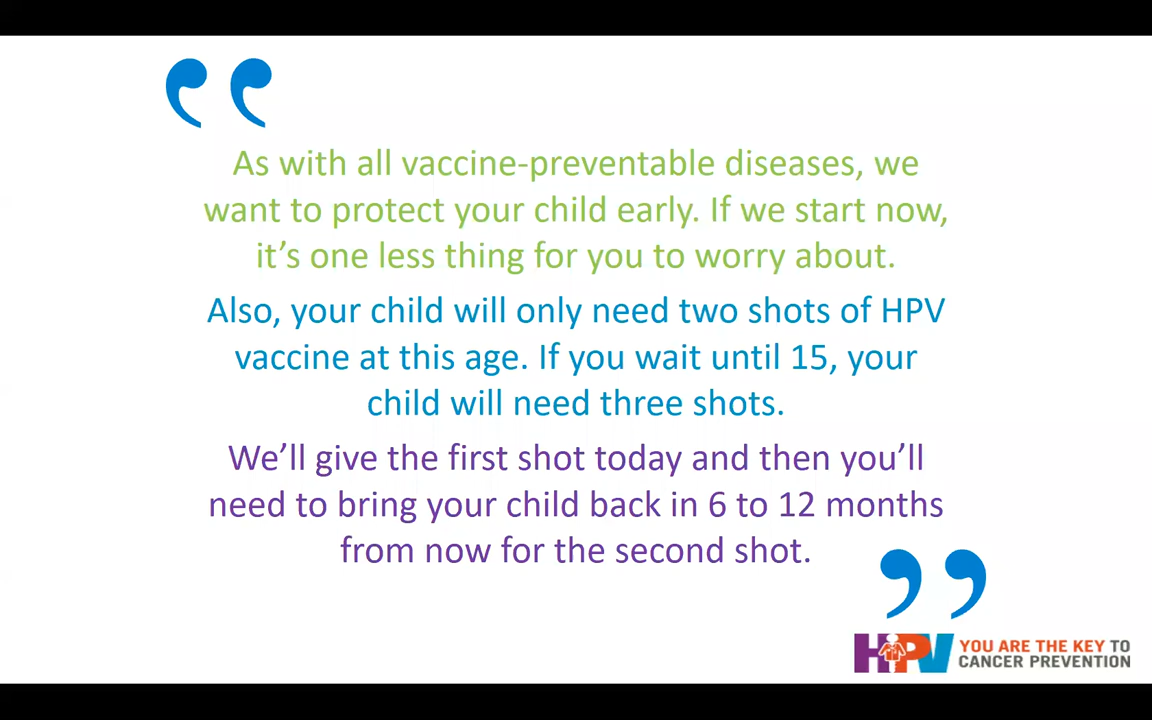 “
As with all vaccine-preventable diseases, we
want to protect your child early. If we start now,
it’s one less thing for you to worry about.
Also, your child will only need two shots of HPV
vaccine at this age. If you wait until 15, your
child will need three shots.
We’ll give the first shot today and then you’ll
need to bring your child back in 6 to 12 months
from now for the second shot.
”
HPV YOU ARE THE KEY TO
CANCER PREVENTION